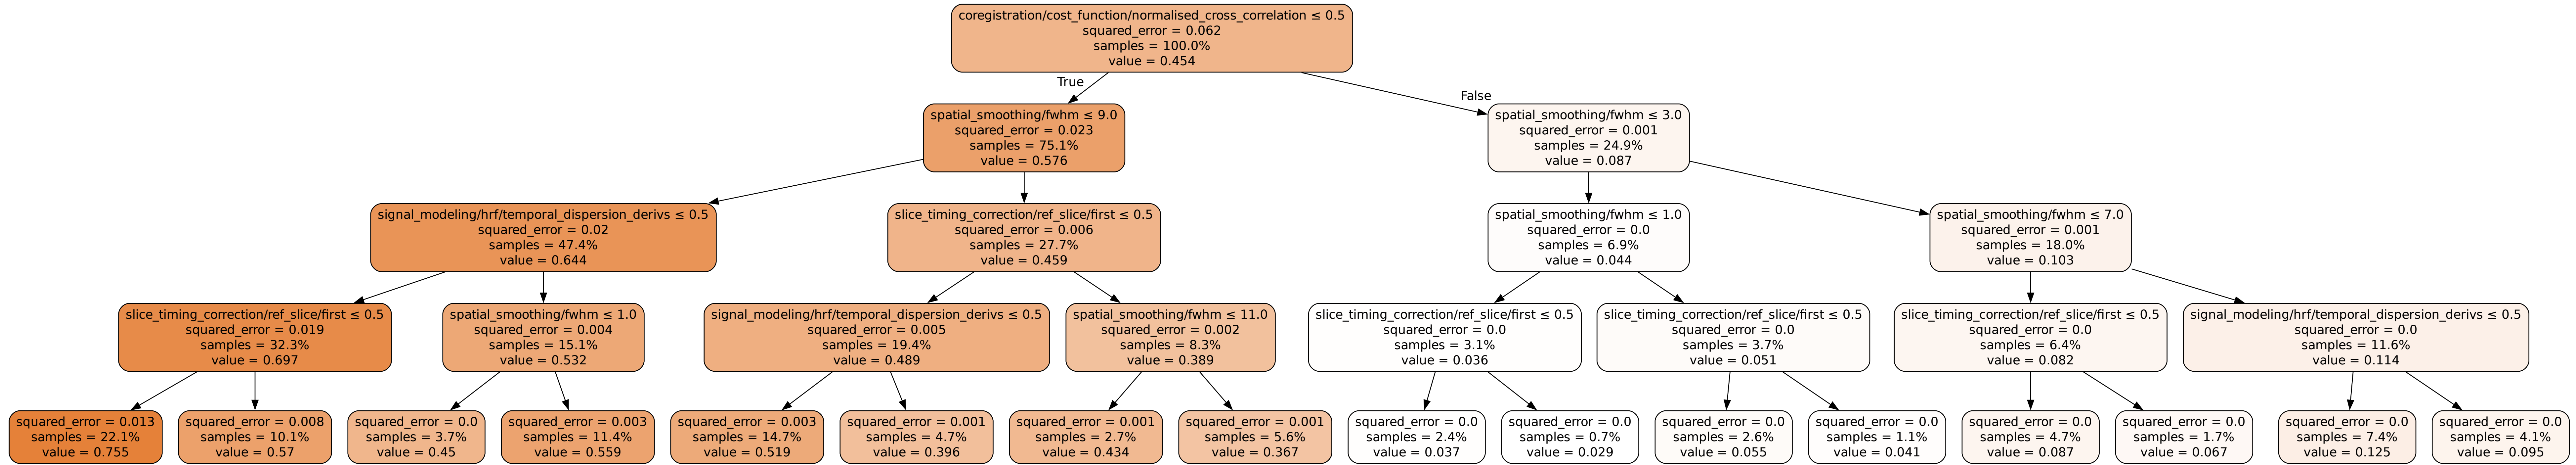 coregistration/cost_function/normalised_cross_correlation ≤ 0.5
squared_error = 0.062
samples = 100.0%
value = 0.454
True
False
spatial_smoothing/fwhm ≤ 9.0
squared_error = 0.023
samples = 75.1%
value = 0.576
spatial_smoothing/fwhm ≤ 3.0
squared_error = 0.001
samples = 24.9%
value = 0.087
signal_modeling/hrf/temporal_dispersion_derivs ≤ 0.5
squared_error = 0.02
samples = 47.4%
value = 0.644
slice_timing_correction/ref_slice/first ≤ 0.5
squared_error = 0.006
samples = 27.7%
value = 0.459
spatial_smoothing/fwhm ≤ 1.0
squared_error = 0.0
samples = 6.9%
value = 0.044
spatial_smoothing/fwhm ≤ 7.0
squared_error = 0.001
samples = 18.0%
value = 0.103
slice_timing_correction/ref_slice/first ≤ 0.5
squared_error = 0.019
samples = 32.3%
value = 0.697
spatial_smoothing/fwhm ≤ 1.0
squared_error = 0.004
samples = 15.1%
value = 0.532
signal_modeling/hrf/temporal_dispersion_derivs ≤ 0.5
squared_error = 0.005
samples = 19.4%
value = 0.489
spatial_smoothing/fwhm ≤ 11.0
squared_error = 0.002
samples = 8.3%
value = 0.389
slice_timing_correction/ref_slice/first ≤ 0.5
squared_error = 0.0
samples = 3.1%
value = 0.036
slice_timing_correction/ref_slice/first ≤ 0.5
squared_error = 0.0
samples = 3.7%
value = 0.051
slice_timing_correction/ref_slice/first ≤ 0.5
squared_error = 0.0
samples = 6.4%
value = 0.082
signal_modeling/hrf/temporal_dispersion_derivs ≤ 0.5
squared_error = 0.0
samples = 11.6%
value = 0.114
squared_error = 0.013
samples = 22.1%
value = 0.755
squared_error = 0.008
samples = 10.1%
value = 0.57
squared_error = 0.0
samples = 3.7%
value = 0.45
squared_error = 0.003
samples = 11.4%
value = 0.559
squared_error = 0.003
samples = 14.7%
value = 0.519
squared_error = 0.001
samples = 4.7%
value = 0.396
squared_error = 0.001
samples = 2.7%
value = 0.434
squared_error = 0.001
samples = 5.6%
value = 0.367
squared_error = 0.0
samples = 2.4%
value = 0.037
squared_error = 0.0
samples = 0.7%
value = 0.029
squared_error = 0.0
samples = 2.6%
value = 0.055
squared_error = 0.0
samples = 1.1%
value = 0.041
squared_error = 0.0
samples = 4.7%
value = 0.087
squared_error = 0.0
samples = 1.7%
value = 0.067
squared_error = 0.0
samples = 7.4%
value = 0.125
squared_error = 0.0
samples = 4.1%
value = 0.095